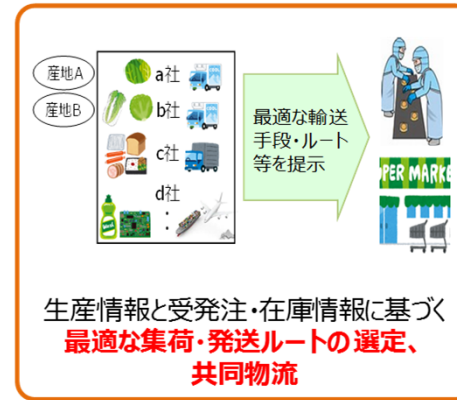 産地A
産地B
a社
b社
c社
d社
:
最適な輸送
手段・ルート
等を提示
PER MARKE
生産情報と受発注・在庫情報に基づく
最適な集荷・発送ルートの選定、
共同物流